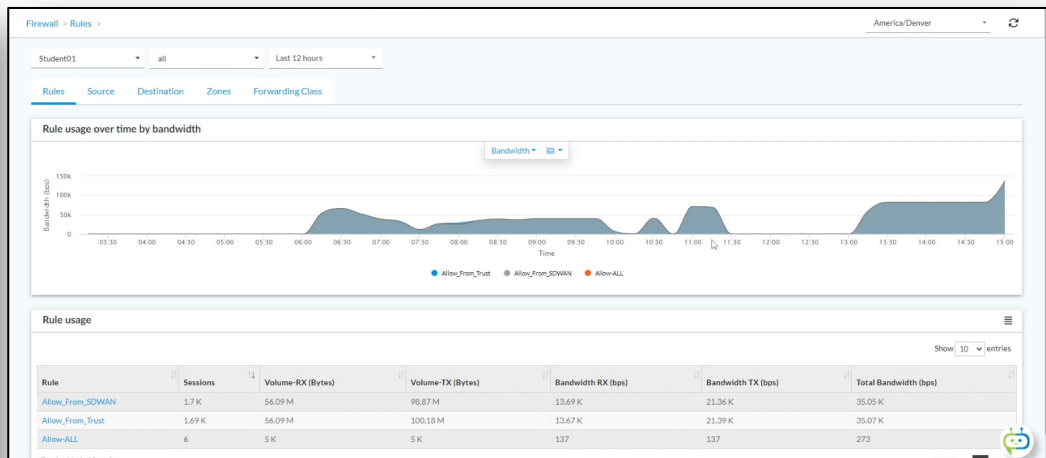 Firewall > Rules >
America/Denver
Student01 all Last 12 hours
Rules Source Destination Zones Forwarding Class
Rule usage over time by bandwidth
Bandwidth
Bandwidth (bps)
150k
100k
50k
0
03:30 04:00 04:30 05:00 05:30 06:00 06:30 07:00 07:30 08:00 08:30 09:00 09:30 10:00 10:30 11:00 11:30 12:00 12:30 13:00 13:30 14:00 14:30 15:00
Time
Allow_From_Trust Allow_From_SDWAN Allow-ALL
Rule usage
Show 10 entries
Rule Sessions Volume-RX (Bytes) Volume-TX (Bytes) Bandwidth RX (bps) Bandwidth TX (bps) Total Bandwidth (bps)
Allow_From_SDWAN 1.7 K 56.09 M 98.87 M 13.69 K 21.36 K 35.05 K
Allow_From_Trust 1.69 K 56.09 M 100.18 M 13.67 K 21.39 K 35.07 K
Allow-ALL 6 5 K 5 K 137 137 273